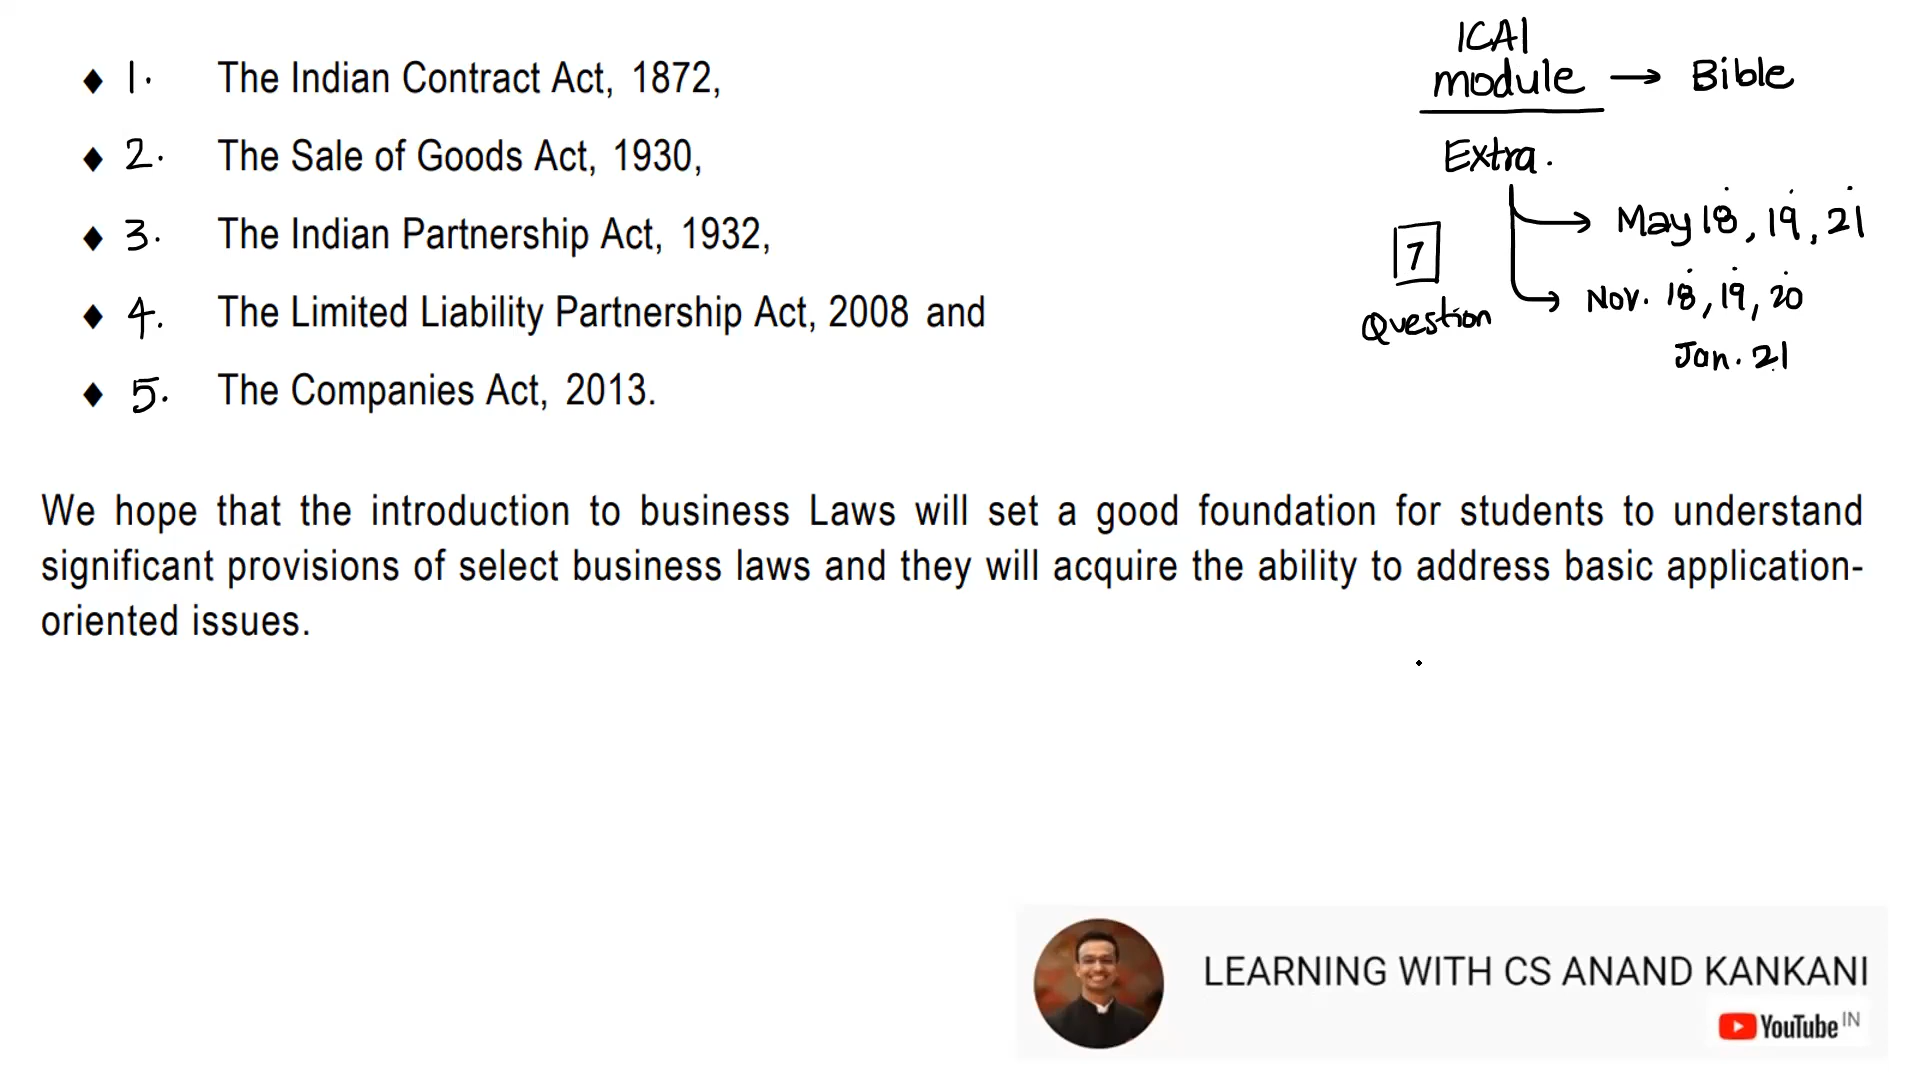 ♦ 1. The Indian Contract Act, 1872,
♦ 2. The Sale of Goods Act, 1930,
♦ 3. The Indian Partnership Act, 1932,
♦ 4. The Limited Liability Partnership Act, 2008 and
♦ 5. The Companies Act, 2013.
ICAI
module → Bible
Extra.
May 18, 19, 21
7
Question
Nov. 18, 19, 20
Jan. 21
We hope that the introduction to business Laws will set a good foundation for students to understand
significant provisions of select business laws and they will acquire the ability to address basic application-
oriented issues.
LEARNING WITH CS ANAND KANKANI
YouTube IN